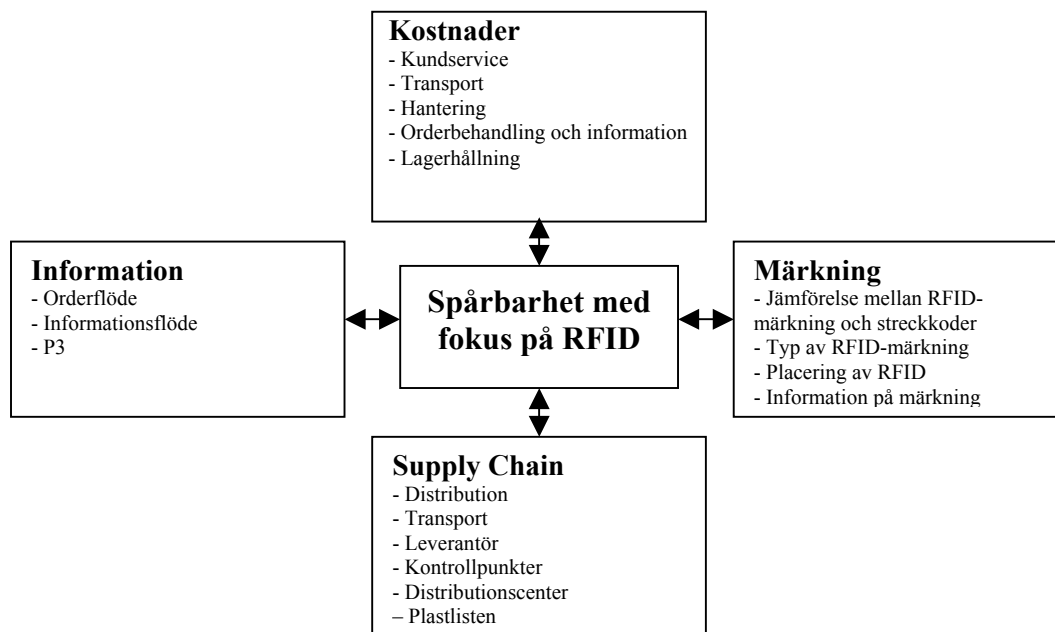 Kostnader
- Kundservice
- Transport
- Hantering
- Orderbehandling och information
- Lagerhållning
Information
- Orderflöde
- Informationsflöde
- P3
Spårbarhet med
fokus på RFID
Märkning
- Jämförelse mellan RFID-
märkning och streckkoder
- Typ av RFID-märkning
- Placering av RFID
- Information på märkning
Supply Chain
- Distribution
- Transport
- Leverantör
- Kontrollpunkter
- Distributionscenter
– Plastlisten